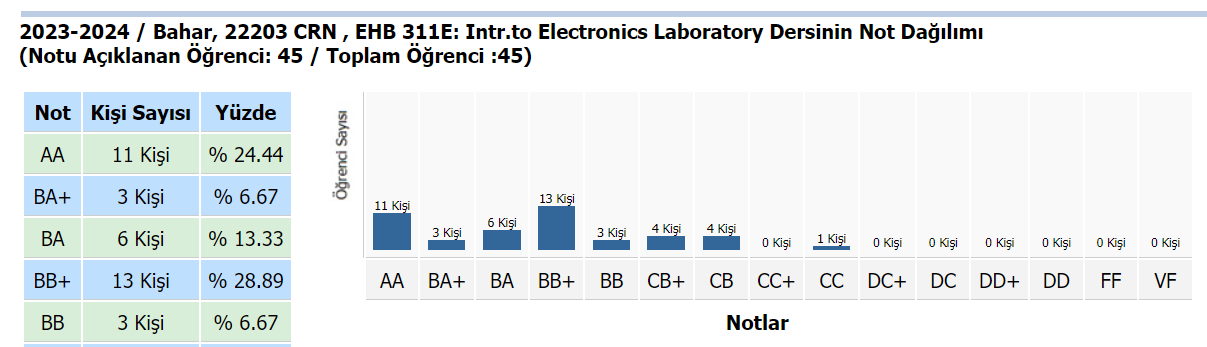 2023-2024 / Bahar, 22203 CRN , EHB 311E: Intr.to Electronics Laboratory Dersinin Not Dağılımı
(Notu Açıklanan Öğrenci: 45 / Toplam Öğrenci :45)
Not Kişi Sayısı Yüzde
AA 11 Kişi % 24.44
BA+ 3 Kişi % 6.67
BA 6 Kişi % 13.33
BB+ 13 Kişi % 28.89
BB 3 Kişi % 6.67
Öğrenci Sayısı
11 Kişi 3 Kişi 6 Kişi 13 Kişi 3 Kişi 4 Kişi 4 Kişi 0 Kişi 1 Kişi 0 Kişi 0 Kişi 0 Kişi 0 Kişi 0 Kişi 0 Kişi
AA BA+ BA BB+ BB CB+ CB CC+ CC DC+ DC DD+ DD FF VF
Notlar